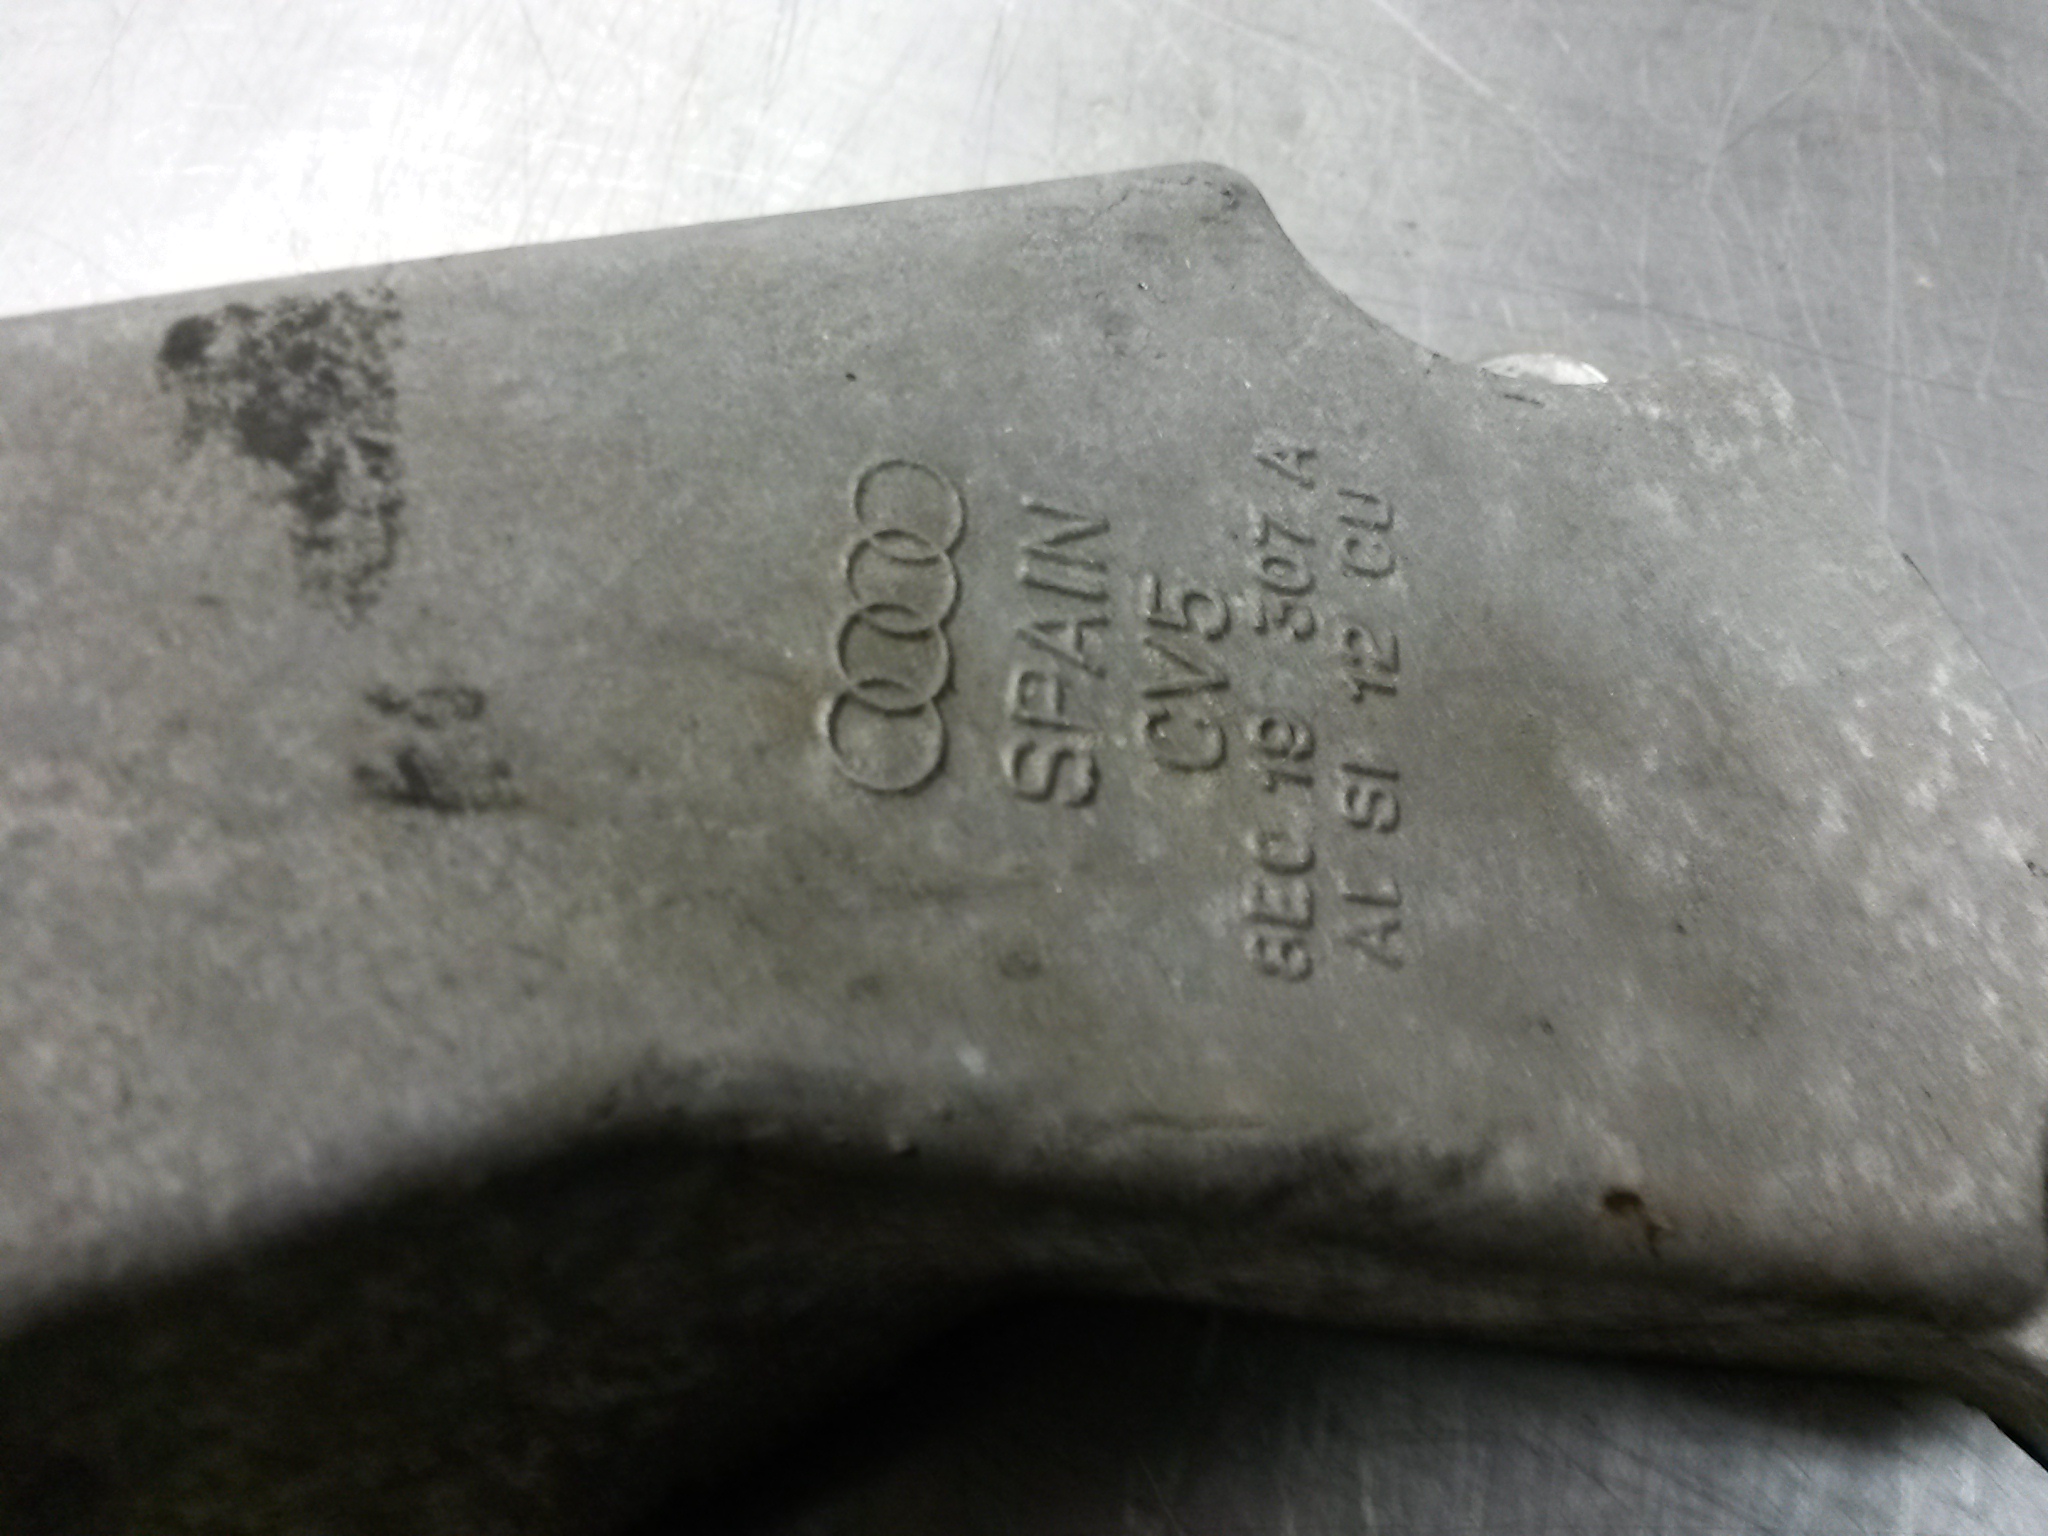 SPAIN
CV5
8E0 199 307 A
AL SI 12 CU